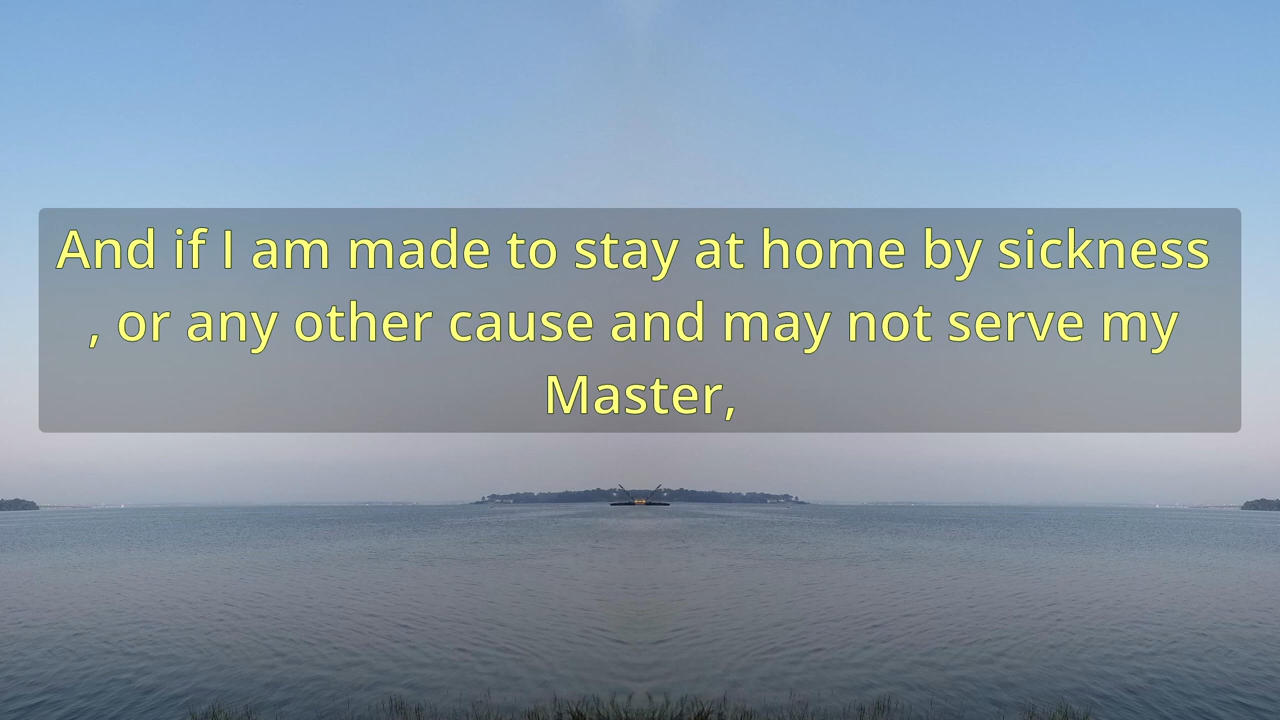 And if I am made to stay at home by sickness
, or any other cause and may not serve my
Master,